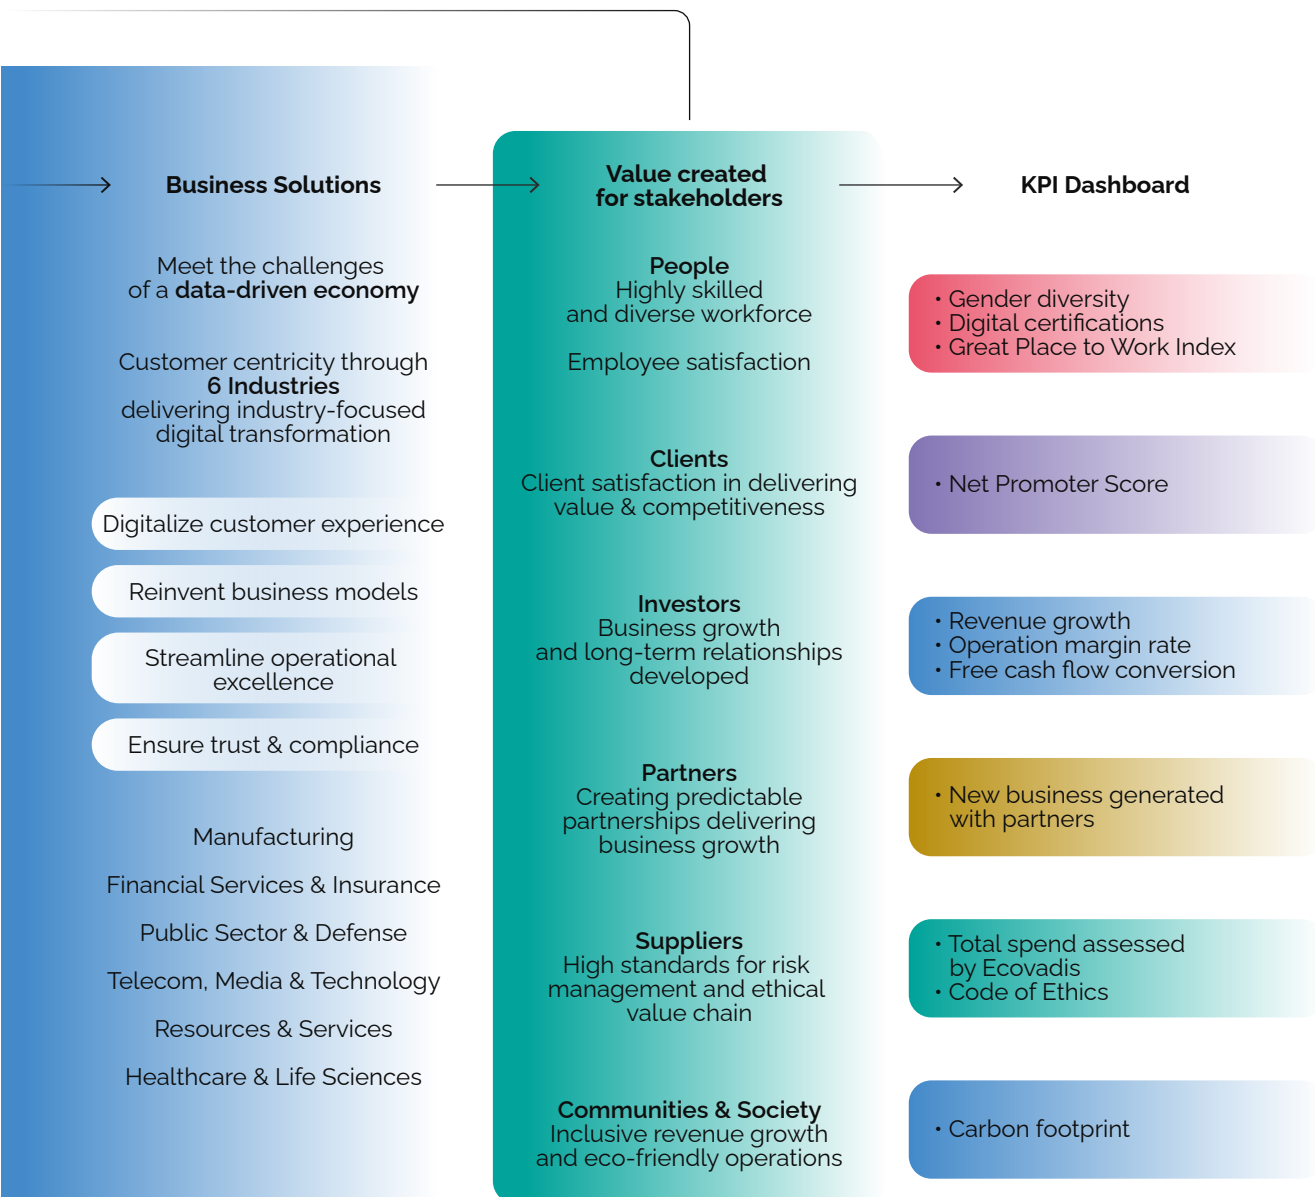 Business Solutions
Meet the challenges
of a data-driven economy
Customer centricity through
6 Industries
delivering industry-focused
digital transformation
Digitalize customer experience
Reinvent business models
Streamline operational
excellence
Ensure trust & compliance
Manufacturing
Financial Services & Insurance
Public Sector & Defense
Telecom, Media & Technology
Resources & Services
Healthcare & Life Sciences
Value created
for stakeholders
People
Highly skilled
and diverse workforce
Employee satisfaction
Clients
Client satisfaction in delivering
value & competitiveness
Investors
Business growth
and long-term relationships
developed
Partners
Creating predictable
partnerships delivering
business growth
Suppliers
High standards for risk
management and ethical
value chain
Communities & Society
Inclusive revenue growth
and eco-friendly operations
KPI Dashboard
• Gender diversity
• Digital certifications
• Great Place to Work Index
• Net Promoter Score
• Revenue growth
• Operation margin rate
• Free cash flow conversion
• New business generated
with partners
• Total spend assessed
by Ecovadis
• Code of Ethics
• Carbon footprint